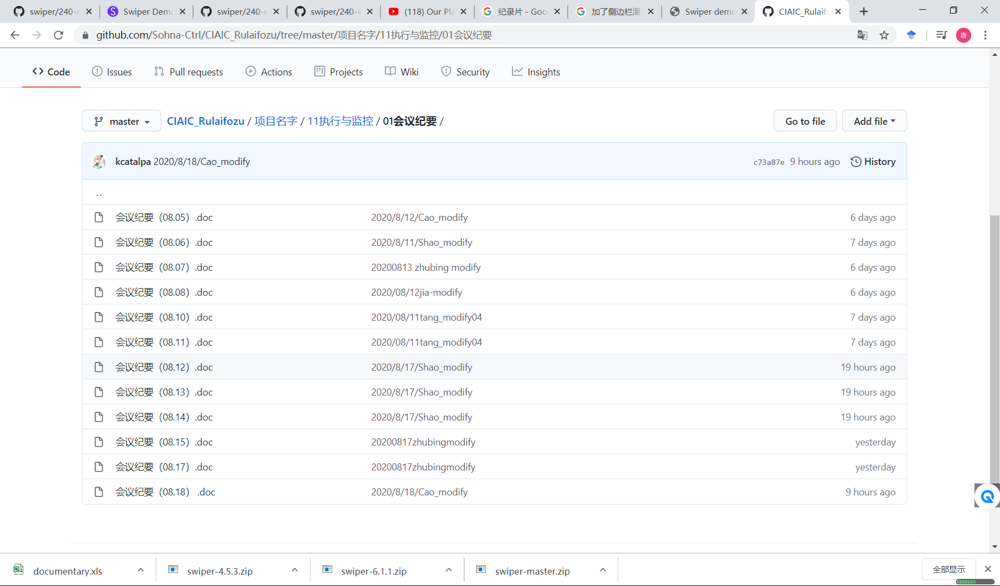 swiper/240-e
Swiper Demo
swiper/240-e
swiper/240-e
(118) Our Pla
纪录片 - Goo
加了侧边栏滑
Swiper demo
CIAIC_Rulaifo
github.com/Sohna-Ctrl/CIAIC_Rulaifozu/tree/master/项目名字/11执行与监控/01会议纪要
唐
Code
Issues
Pull requests
Actions
Projects
Wiki
Security
Insights
master
CIAIC_Rulaifozu / 项目名字 / 11执行与监控 / 01会议纪要 /
Go to file
Add file
kcatalpa 2020/8/18/Cao_modify
c73a87e 9 hours ago
History
..
会议纪要（08.05）.doc 2020/8/12/Cao_modify 6 days ago
会议纪要（08.06）.doc 2020/8/11/Shao_modify 7 days ago
会议纪要（08.07）.doc 20200813 zhubing modify 6 days ago
会议纪要（08.08）.doc 2020/08/12jia-modify 6 days ago
会议纪要（08.10）.doc 2020/08/11tang_modify04 7 days ago
会议纪要（08.11）.doc 2020/08/11tang_modify04 7 days ago
会议纪要（08.12）.doc 2020/8/17/Shao_modify 19 hours ago
会议纪要（08.13）.doc 2020/8/17/Shao_modify 19 hours ago
会议纪要（08.14）.doc 2020/8/17/Shao_modify 19 hours ago
会议纪要（08.15）.doc 20200817zhubingmodify yesterday
会议纪要（08.17）.doc 20200817zhubingmodify yesterday
会议纪要（08.18） .doc 2020/8/18/Cao_modify 9 hours ago
documentary.xls
swiper-4.5.3.zip
swiper-6.1.1.zip
swiper-master.zip
全部显示